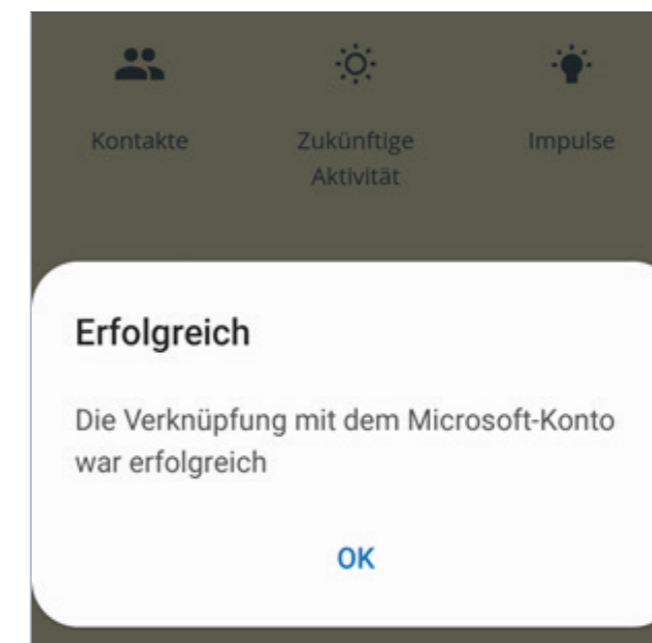 Kontakte
Zukünftige
Aktivität
Impulse
Erfolgreich
Die Verknüpfung mit dem Microsoft-Konto
war erfolgreich
OK